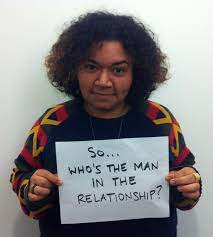 So...
WHO'S THE MAN
IN THE
RELATIONSHIP?